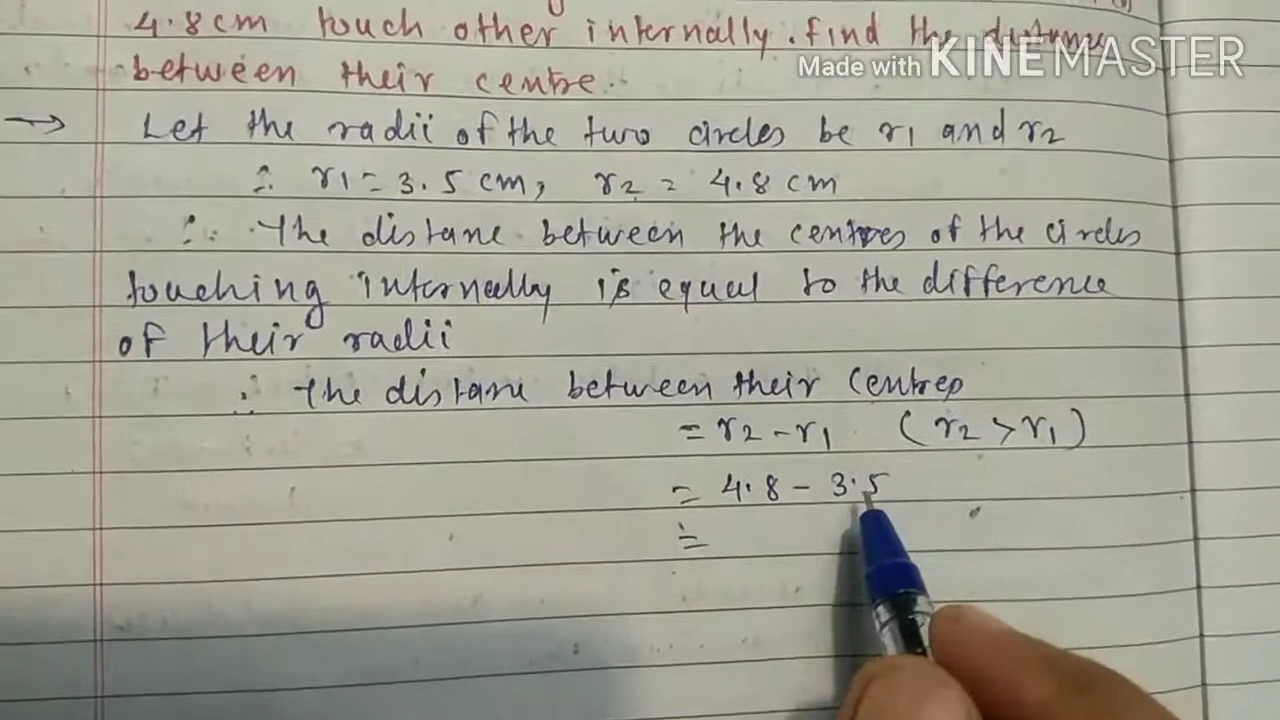 4.8cm touch other internally. find the distance
between their centre.
Made with KINEMASTER
→ Let the radii of the two circles be r1 and r2
∴ r1 = 3.5 cm, r2 = 4.8 cm
∴ The distane between the centres of the circles
touching internally is equal to the difference
of their radii
∴ the distane between their centres
= r2 - r1 (r2 > r1)
= 4.8 - 3.5
=